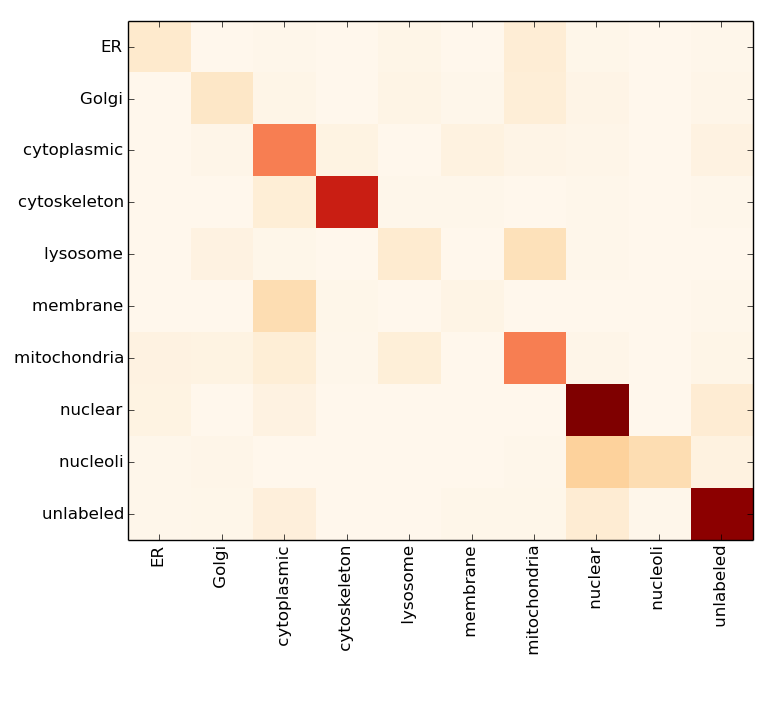 ER
Golgi
cytoplasmic
cytoskeleton
lysosome
membrane
mitochondria
nuclear
nucleoli
unlabeled
ER
Golgi
cytoplasmic
cytoskeleton
lysosome
membrane
mitochondria
nuclear
nucleoli
unlabeled